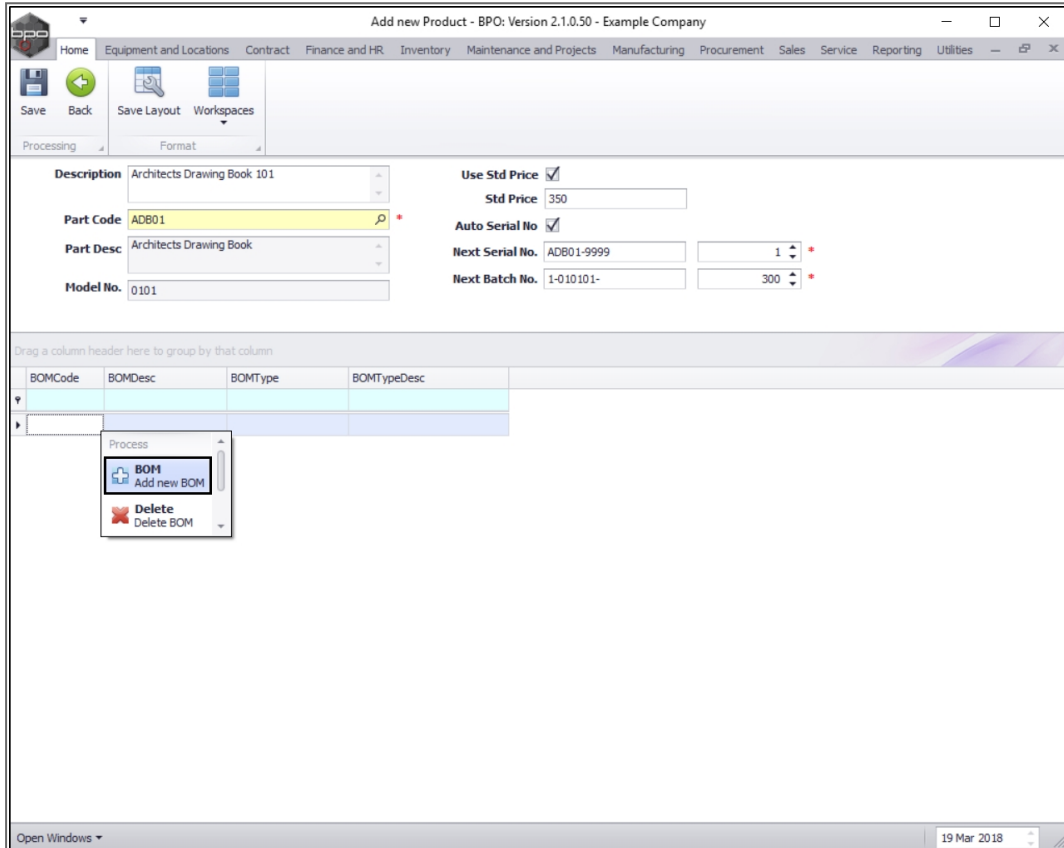 Add new Product - BPO: Version 2.1.0.50 - Example Company
bpo
Home Equipment and Locations Contract Finance and HR Inventory Maintenance and Projects Manufacturing Procurement Sales Service Reporting Utilities
Save Back Save Layout Workspaces
Processing Format
Description Architects Drawing Book 101
Use Std Price
Std Price 350
Part Code ADB01 *
Auto Serial No
Part Desc Architects Drawing Book
Next Serial No. ADB01-9999 1 *
Next Batch No. 1-010101- 300 *
Model No. 0101
Drag a column header here to group by that column
BOMCode BOMDesc BOMType BOMTypeDesc
Process
BOM
Add new BOM
Delete
Delete BOM
Open Windows 19 Mar 2018